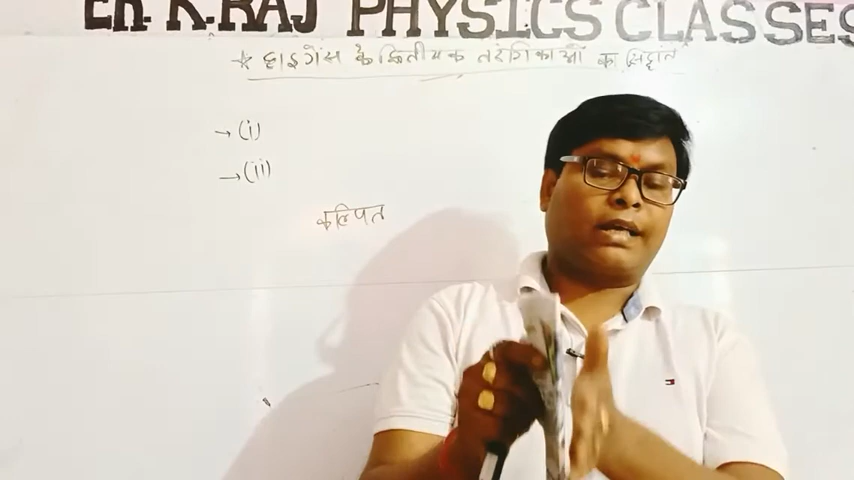 ER. K.RAJ PHYSICS CLASSES
* हाइगेंस के द्वितीयक तरंगिकाओं का सिद्धांत
→ (i)
→ (ii)
कल्पित